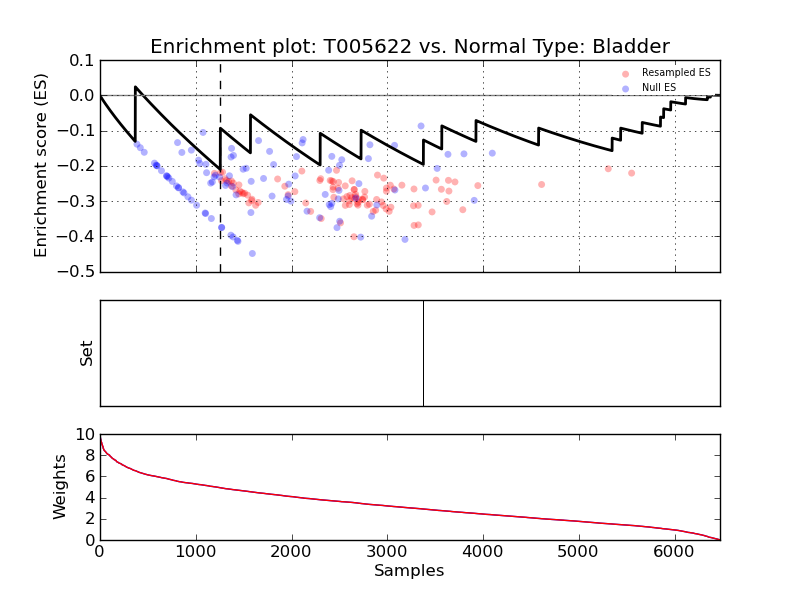 Enrichment plot: T005622 vs. Normal Type: Bladder
Enrichment score (ES)
0.1
0.0
−0.1
−0.2
−0.3
−0.4
−0.5
Resampled ES
Null ES
Set
Weights
10
8
6
4
2
0
0 1000 2000 3000 4000 5000 6000
Samples